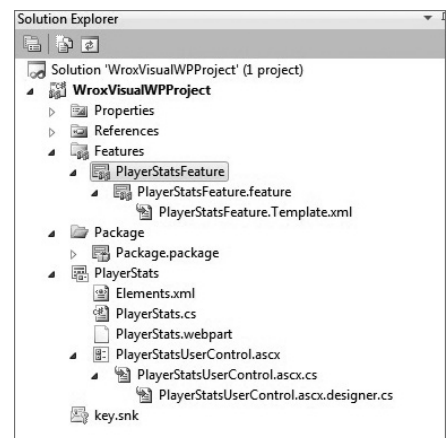 Solution Explorer
Solution 'WroxVisualWPProject' (1 project)
WroxVisualWPProject
Properties
References
Features
PlayerStatsFeature
PlayerStatsFeature.feature
PlayerStatsFeature.Template.xml
Package
Package.package
PlayerStats
Elements.xml
PlayerStats.cs
PlayerStats.webpart
PlayerStatsUserControl.ascx
PlayerStatsUserControl.ascx.cs
PlayerStatsUserControl.ascx.designer.cs
key.snk